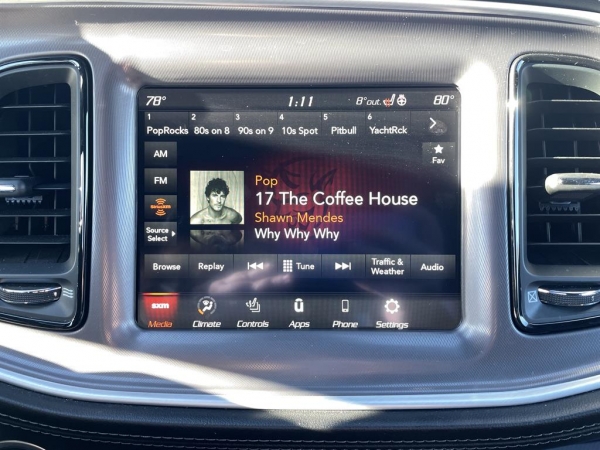 78° 1:11 8°out. 80°
1 2 3 4 5 6
PopRocks 80s on 8 90s on 9 10s Spot Pitbull YachtRck
AM
Fav
FM
Pop
17 The Coffee House
SIRIUSXM
Shawn Mendes
Source
Select
Why Why Why
Browse Replay Tune Traffic & Weather Audio
sxm
Media Climate Controls Apps Phone Settings